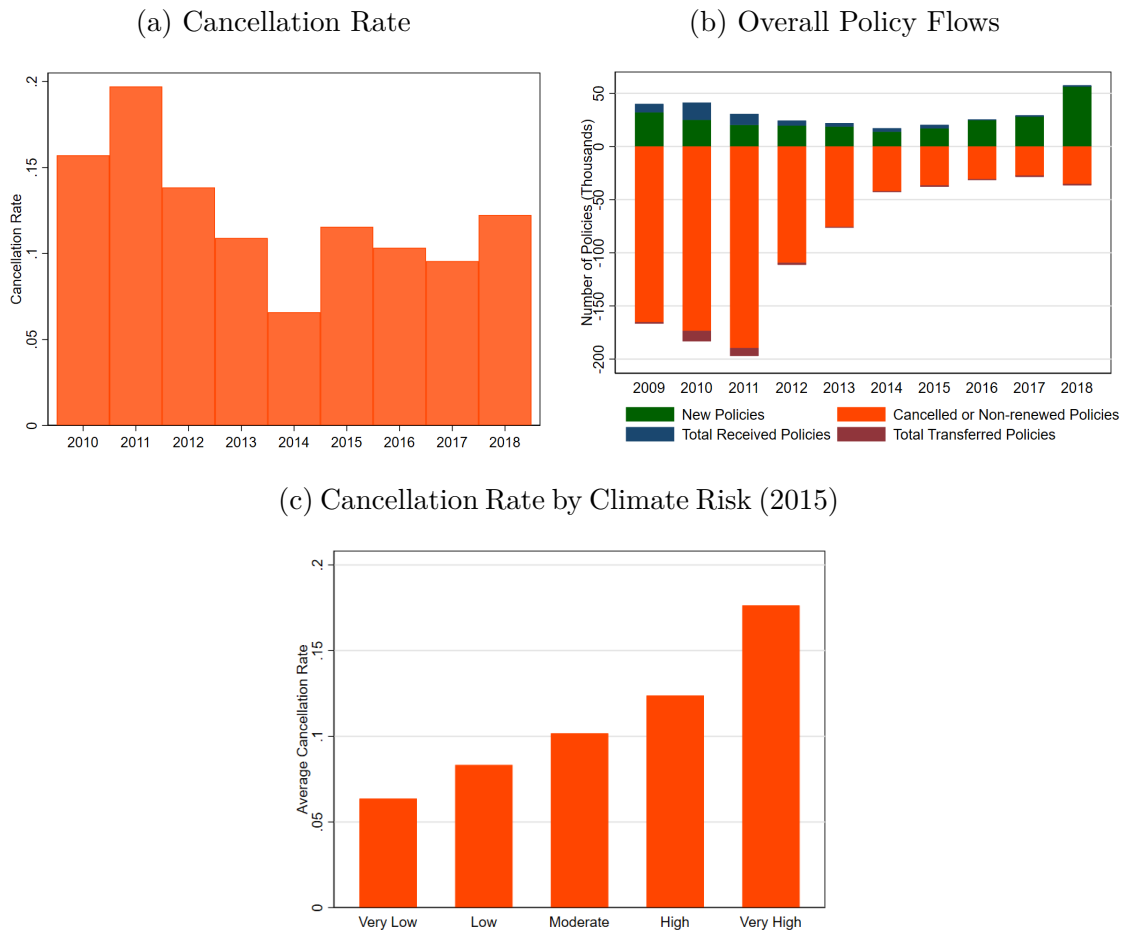 (a) Cancellation Rate
Cancellation Rate
.2
.15
.1
.05
0
2010 2011 2012 2013 2014 2015 2016 2017 2018
(b) Overall Policy Flows
Number of Policies (Thousands)
50
0
-50
-100
-150
-200
2009 2010 2011 2012 2013 2014 2015 2016 2017 2018
New Policies Cancelled or Non-renewed Policies
Total Received Policies Total Transferred Policies
(c) Cancellation Rate by Climate Risk (2015)
Average Cancellation Rate
.2
.15
.1
.05
0
Very Low Low Moderate High Very High